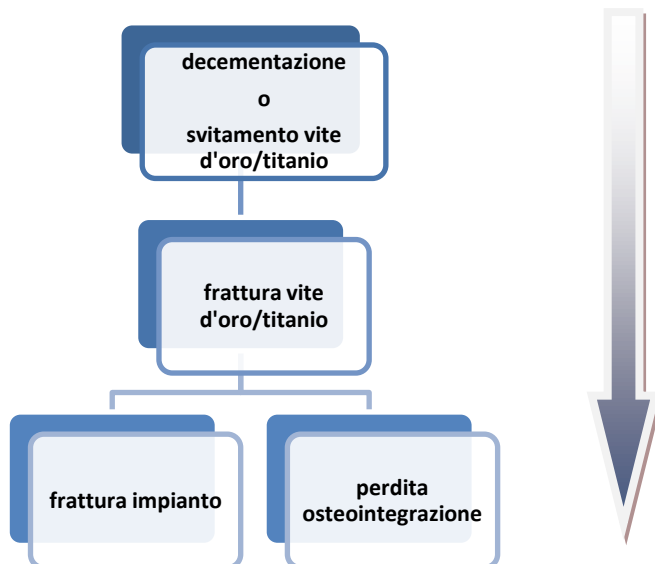 decementazione
o
svitamento vite
d'oro/titanio
frattura vite
d'oro/titanio
frattura impianto
perdita
osteointegrazione